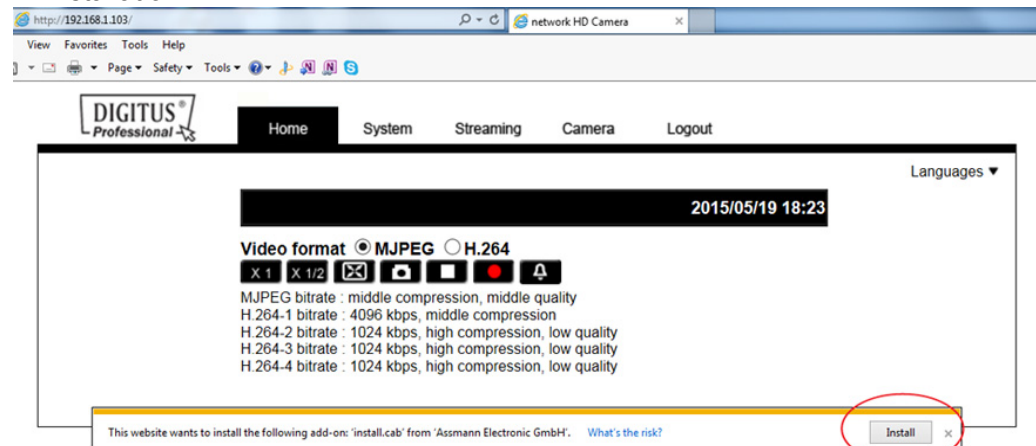 http://192.168.1.103/
network HD Camera
View Favorites Tools Help
Page Safety Tools
DIGITUS®
Professional
Home System Streaming Camera Logout
Languages ▼
2015/05/19 18:23
Video format MJPEG H.264
X 1 X 1/2
MJPEG bitrate : middle compression, middle quality
H.264-1 bitrate : 4096 kbps, middle compression
H.264-2 bitrate : 1024 kbps, high compression, low quality
H.264-3 bitrate : 1024 kbps, high compression, low quality
H.264-4 bitrate : 1024 kbps, high compression, low quality
This website wants to install the following add-on: 'install.cab' from 'Assmann Electronic GmbH'. What's the risk? Install